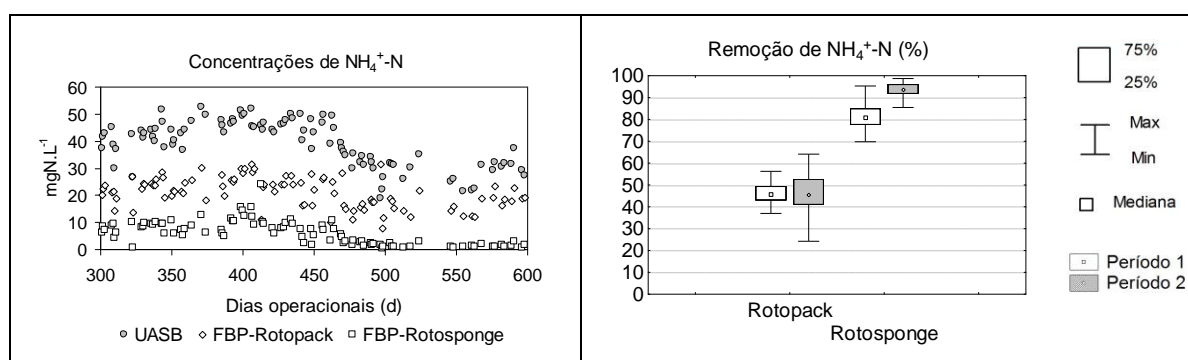 Concentrações de NH4+-N
60
50
40
30
20
10
0
mgN.L-1
300 350 400 450 500 550 600
Dias operacionais (d)
UASB FBP-Rotopack FBP-Rotosponge
Remoção de NH4+-N (%)
100
90
80
70
60
50
40
30
20
10
0
Rotopack
Rotosponge
75%
25%
Max
Min
Mediana
Período 1
Período 2